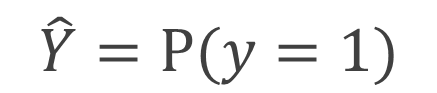 Ŷ = P(y = 1)